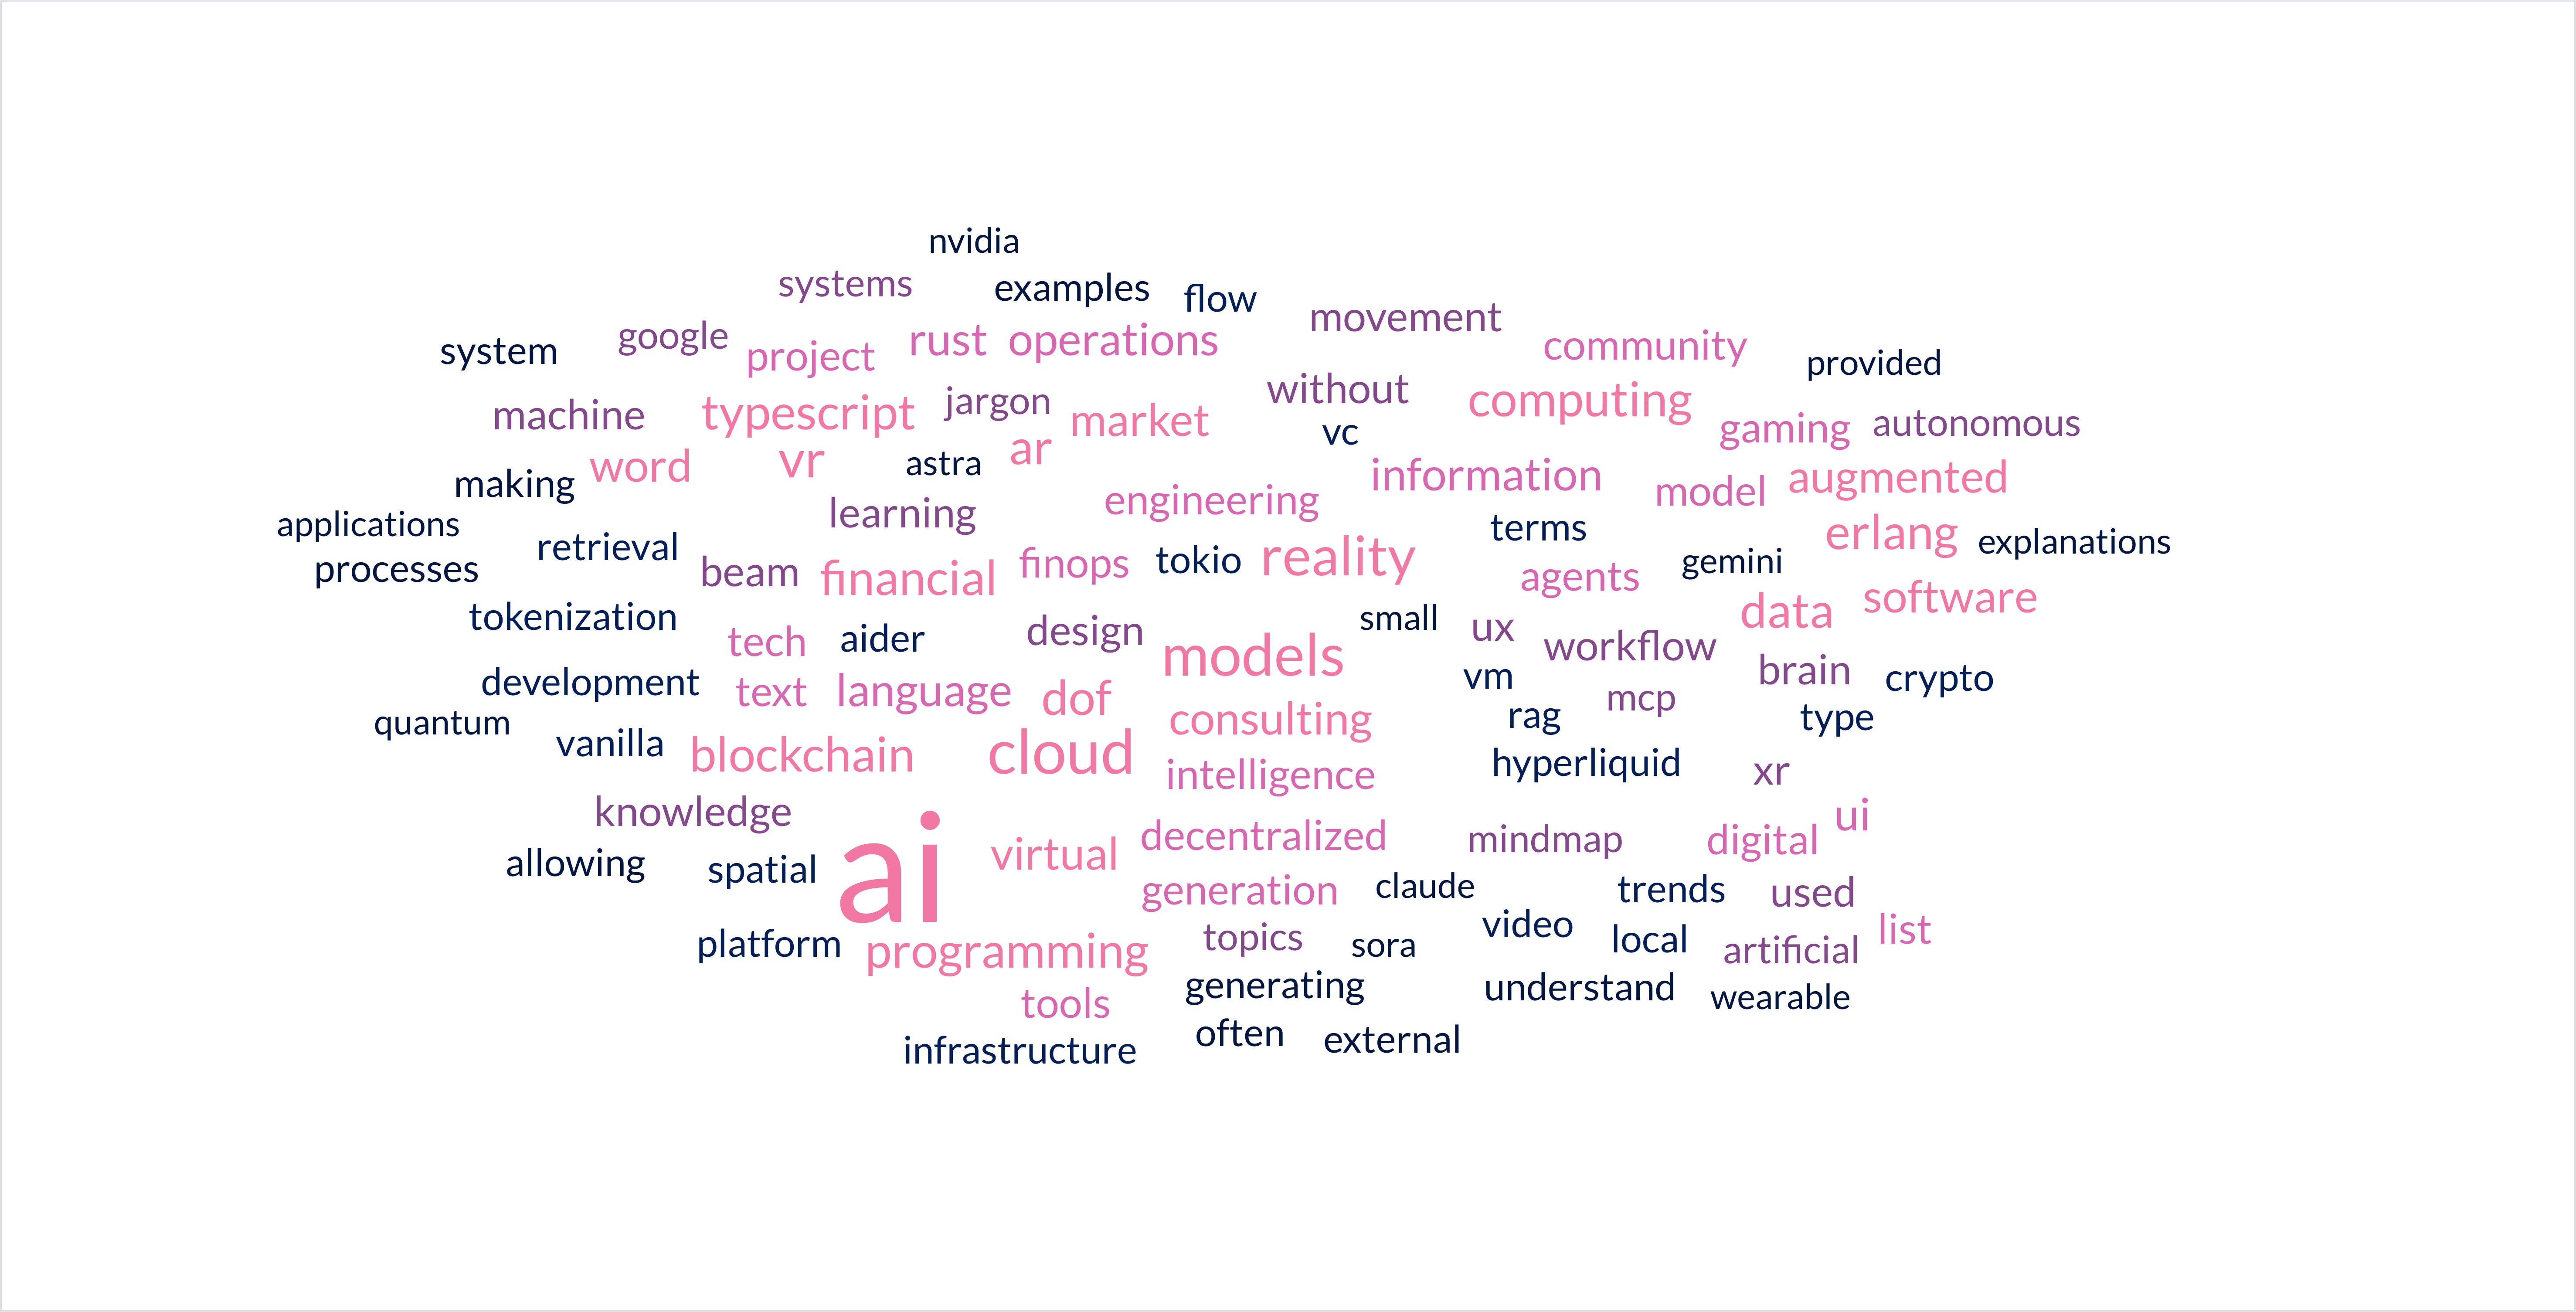 nvidia
systems
examples
flow
movement
google
rust
operations
community
system
project
provided
without
machine
typescript
jargon
market
computing
vc
gaming
autonomous
word
vr
astra
ar
information
model
augmented
making
learning
engineering
applications
terms
erlang
explanations
retrieval
processes
beam
financial
finops
tokio
reality
gemini
agents
tokenization
small
data
software
tech
aider
design
models
ux
workflow
development
vm
brain
crypto
text
language
dof
mcp
quantum
consulting
rag
type
vanilla
blockchain
cloud
intelligence
hyperliquid
xr
knowledge
ui
ai
virtual
decentralized
mindmap
digital
allowing
spatial
generation
claude
trends
used
platform
programming
topics
sora
video
local
artificial
list
tools
generating
understand
wearable
infrastructure
often
external